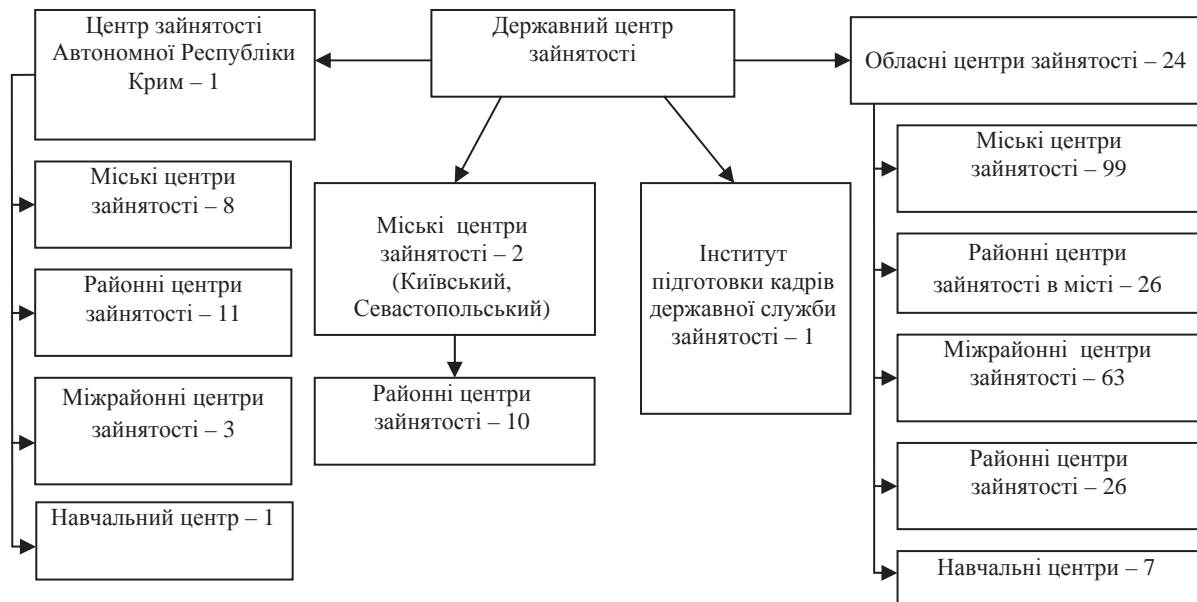 Центр зайнятості
Автономної Республіки
Крим – 1
Міські центри
зайнятості – 8
Районні центри
зайнятості – 11
Міжрайонні центри
зайнятості – 3
Навчальний центр – 1
Державний центр
зайнятості
Міські центри
зайнятості – 2
(Київський,
Севастопольський)
Районні центри
зайнятості – 10
Інститут
підготовки кадрів
державної служби
зайнятості – 1
Обласні центри зайнятості – 24
Міські центри
зайнятості – 99
Районні центри
зайнятості в місті – 26
Міжрайонні центри
зайнятості – 63
Районні центри
зайнятості – 26
Навчальні центри – 7